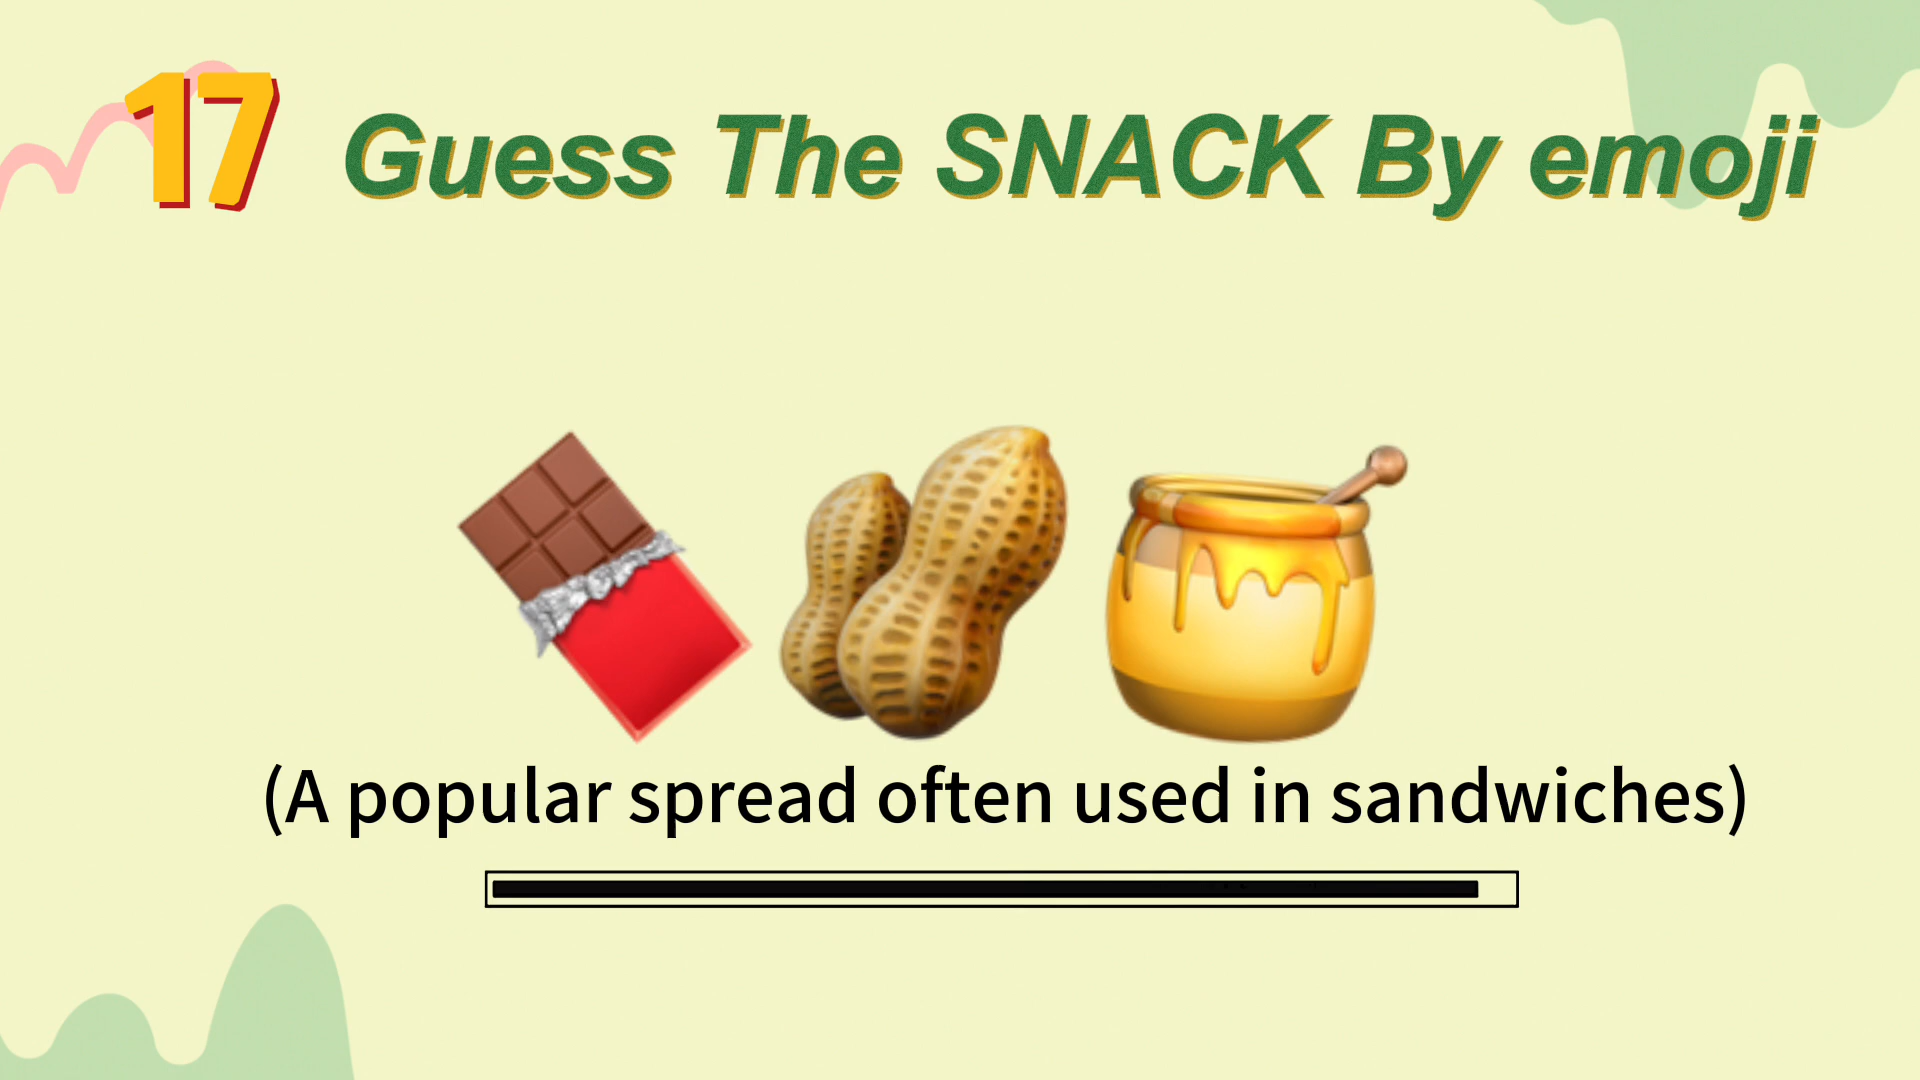 17 Guess The SNACK By emoji
(A popular spread often used in sandwiches)